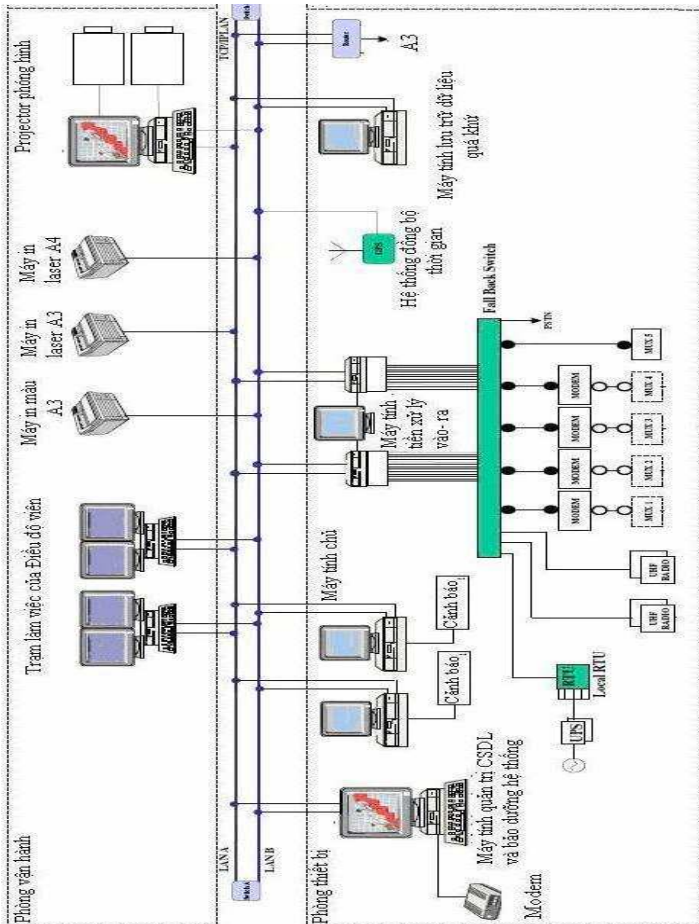 Phòng vận hành
Trạm làm việc của Điều độ viên
Máy in màu
A3
Máy in
laser A3
Máy in
laser A4
Projector phóng hình
LAN A
LAN B
TCP/IP LAN
Switch
Switch
Phòng thiết bị
Máy tính quản trị CSDL
và bảo dưỡng hệ thống
Modem
Máy tính chủ
Cảnh báo
Cảnh báo
Máy tính
tiền xử lý
vào- ra
GPS
Hệ thống đồng bộ
thời gian
Máy tính lưu trữ dữ liệu
quá khứ
Router
A3
Fall Back Switch
PSTN
UPS
RTU
Local RTU
UHF
RADIO
UHF
RADIO
MODEM
MODEM
MODEM
MODEM
MUX 1
MUX 2
MUX 3
MUX 4
MUX 5